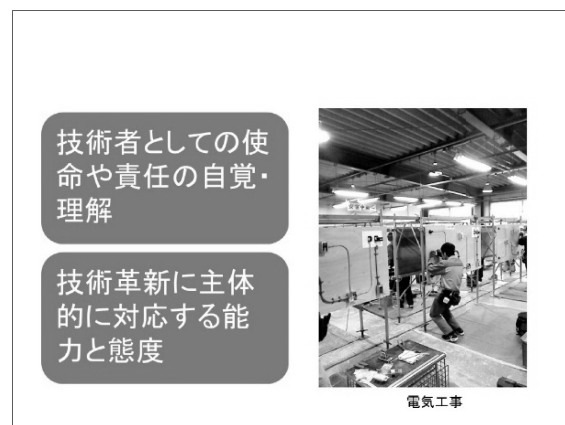 技術者としての使
命や責任の自覚・
理解
技術革新に主体
的に対応する能
力と態度
電気工事